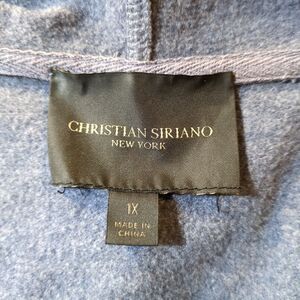 CHRISTIAN SIRIANO
NEW YORK
1X
MADE IN
CHINA